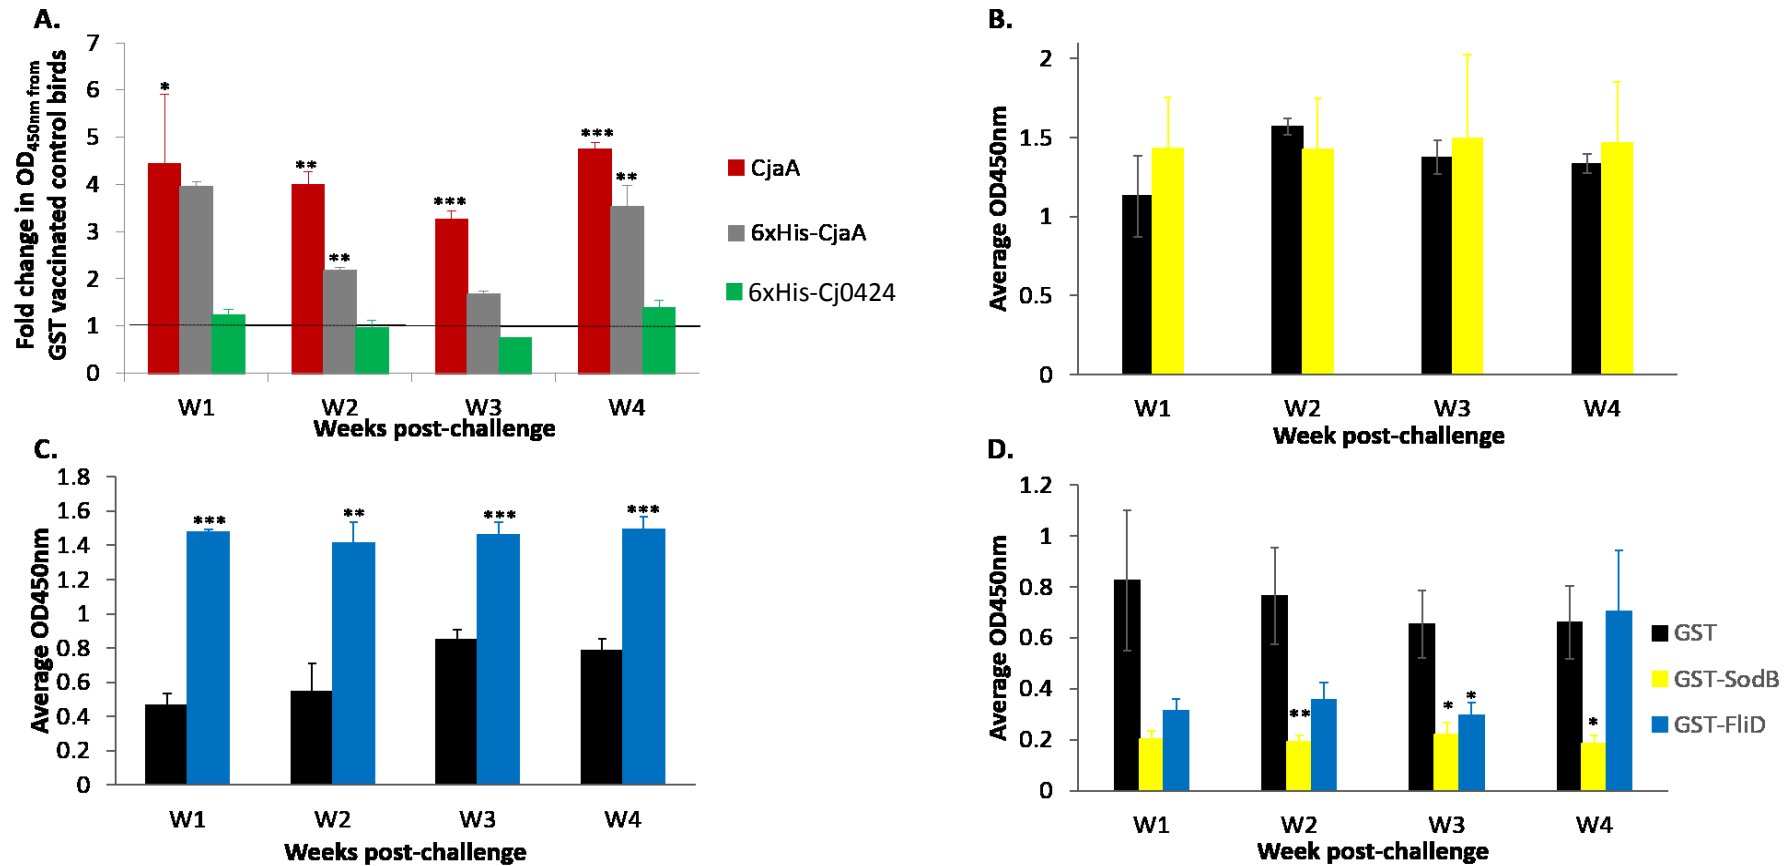 A.
Fold change in OD450nm from
GST vaccinated control birds
7
6
5
4
3
2
1
0
*
**
**
***
***
**
W1
W2
W3
W4
Weeks post-challenge
CjaA
6xHis-CjaA
6xHis-Cj0424
B.
Average OD450nm
2
1.5
1
0.5
0
W1
W2
W3
W4
Week post-challenge
C.
Average OD450nm
1.8
1.6
1.4
1.2
1
0.8
0.6
0.4
0.2
0
***
**
***
***
W1
W2
W3
W4
Weeks post-challenge
D.
Average OD450nm
1.2
1
0.8
0.6
0.4
0.2
0
**
*
*
*
W1
W2
W3
W4
Week post-challenge
GST
GST-SodB
GST-FliD